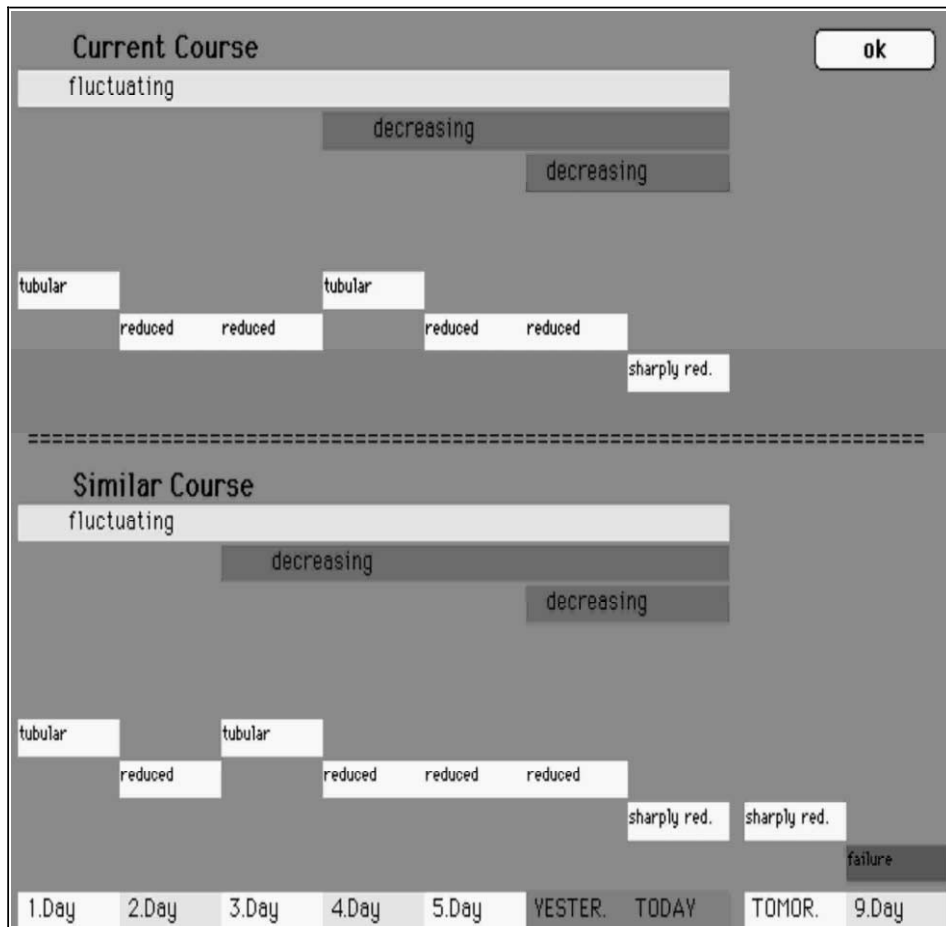 Current Course ok
fluctuating
decreasing
decreasing
tubular tubular
reduced reduced reduced reduced
sharply red.
==========================================================================
Similar Course
fluctuating
decreasing
decreasing
tubular tubular
reduced reduced reduced reduced
sharply red. sharply red.
failure
1.Day 2.Day 3.Day 4.Day 5.Day YESTER. TODAY TOMOR. 9.Day